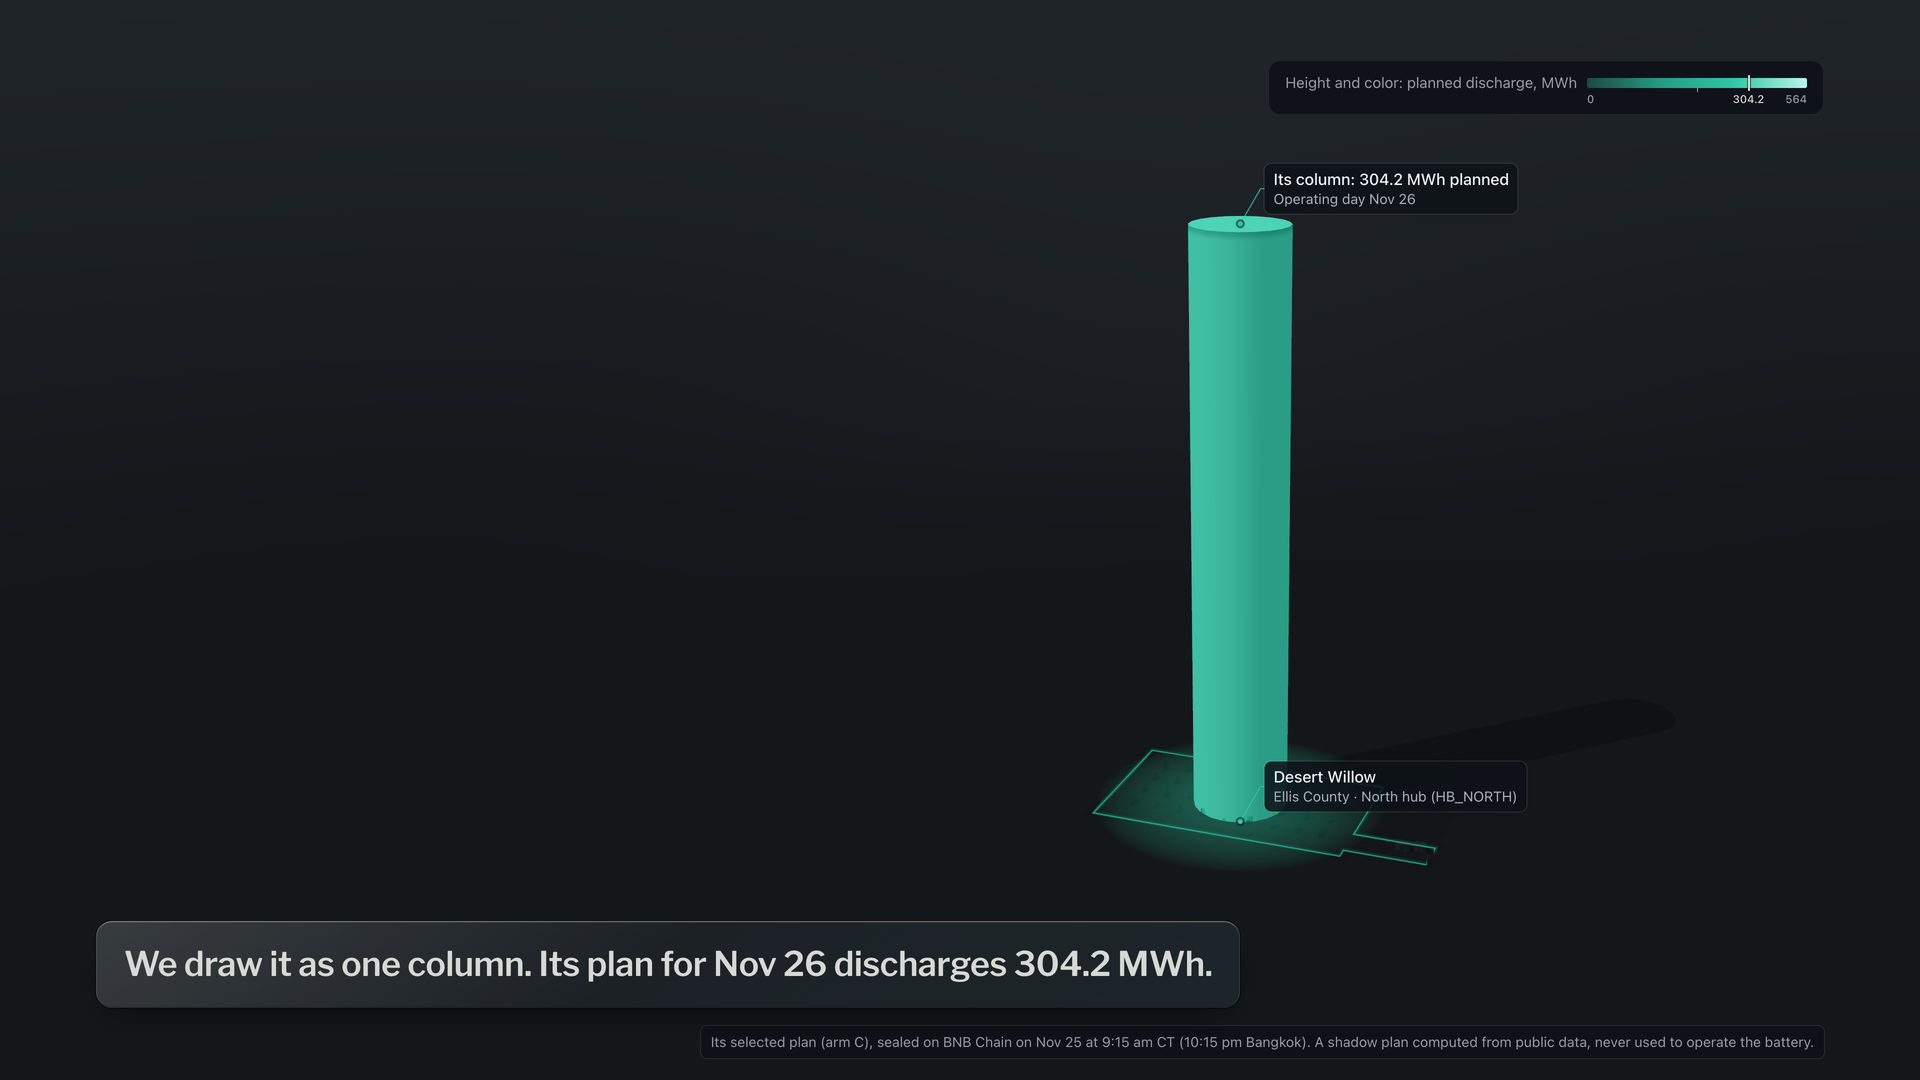 Height and color: planned discharge, MWh
0 304.2 564
Its column: 304.2 MWh planned
Operating day Nov 26
Desert Willow
Ellis County · North hub (HB_NORTH)
We draw it as one column. Its plan for Nov 26 discharges 304.2 MWh.
Its selected plan (arm C), sealed on BNB Chain on Nov 25 at 9:15 am CT (10:15 pm Bangkok). A shadow plan computed from public data, never used to operate the battery.